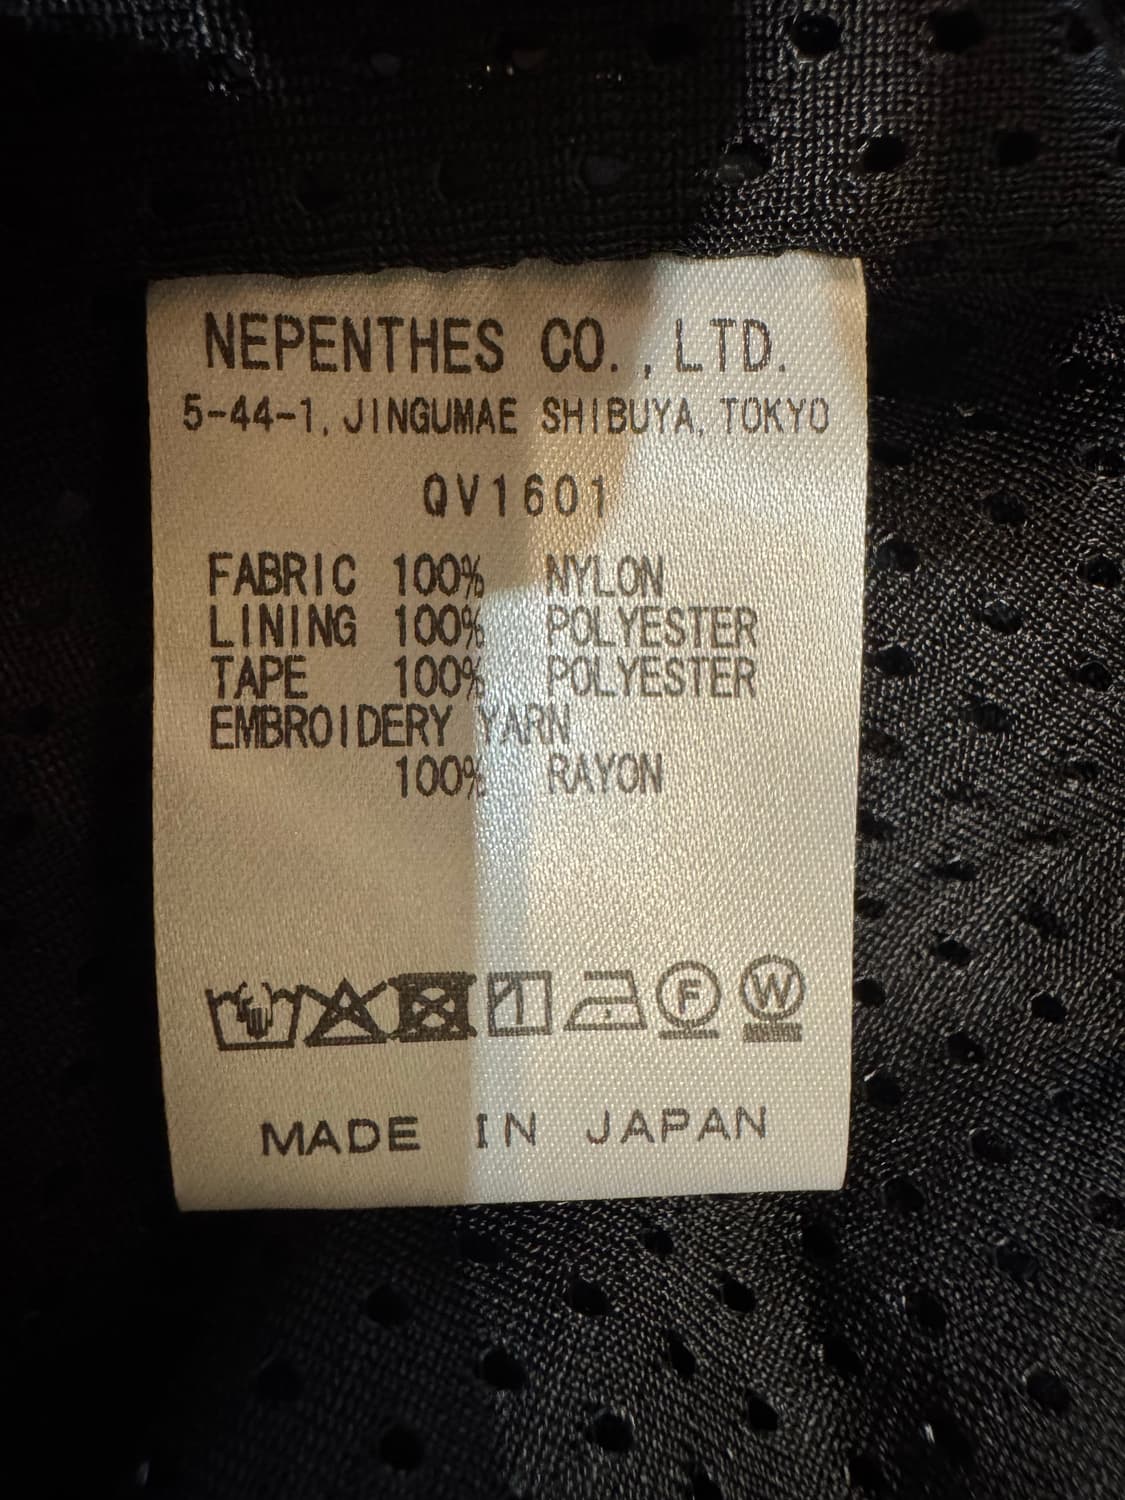 NEPENTHES CO., LTD.
5-44-1, JINGUMAE SHIBUYA, TOKYO
QV1601
FABRIC 100% NYLON
LINING 100% POLYESTER
TAPE 100% POLYESTER
EMBROIDERY YARN
100% RAYON
F W
MADE IN JAPAN